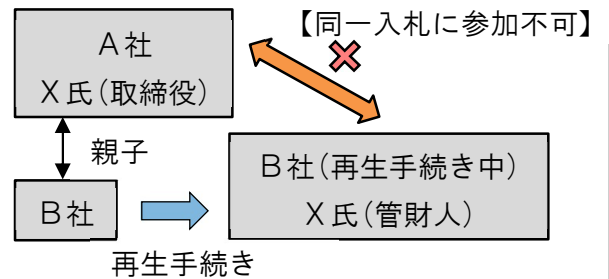 【同一入札に参加不可】
A社
X氏(取締役)
親子
B社(再生手続き中)
X氏(管財人)
B社
再生手続き